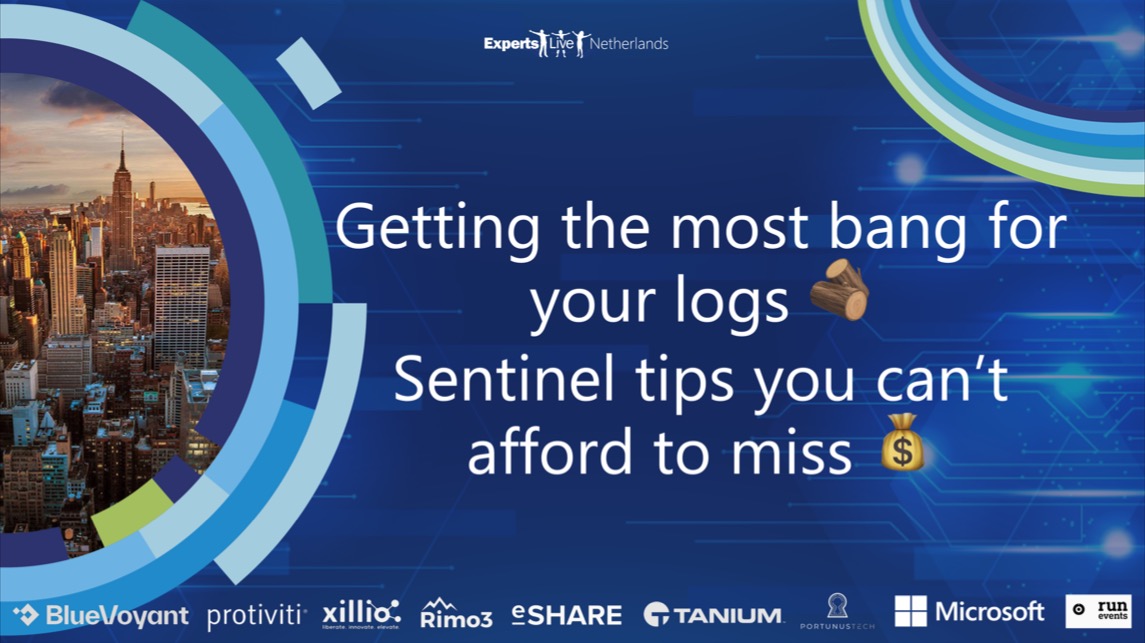 Experts Live Netherlands
Getting the most bang for
your logs 🪵
Sentinel tips you can’t
afford to miss 💰
BlueVoyant
protiviti®
xillio
liberate. innovate. elevate.
Rimo3
eSHARE
TANIUM
PORTUNUSTECH
Microsoft
run
events